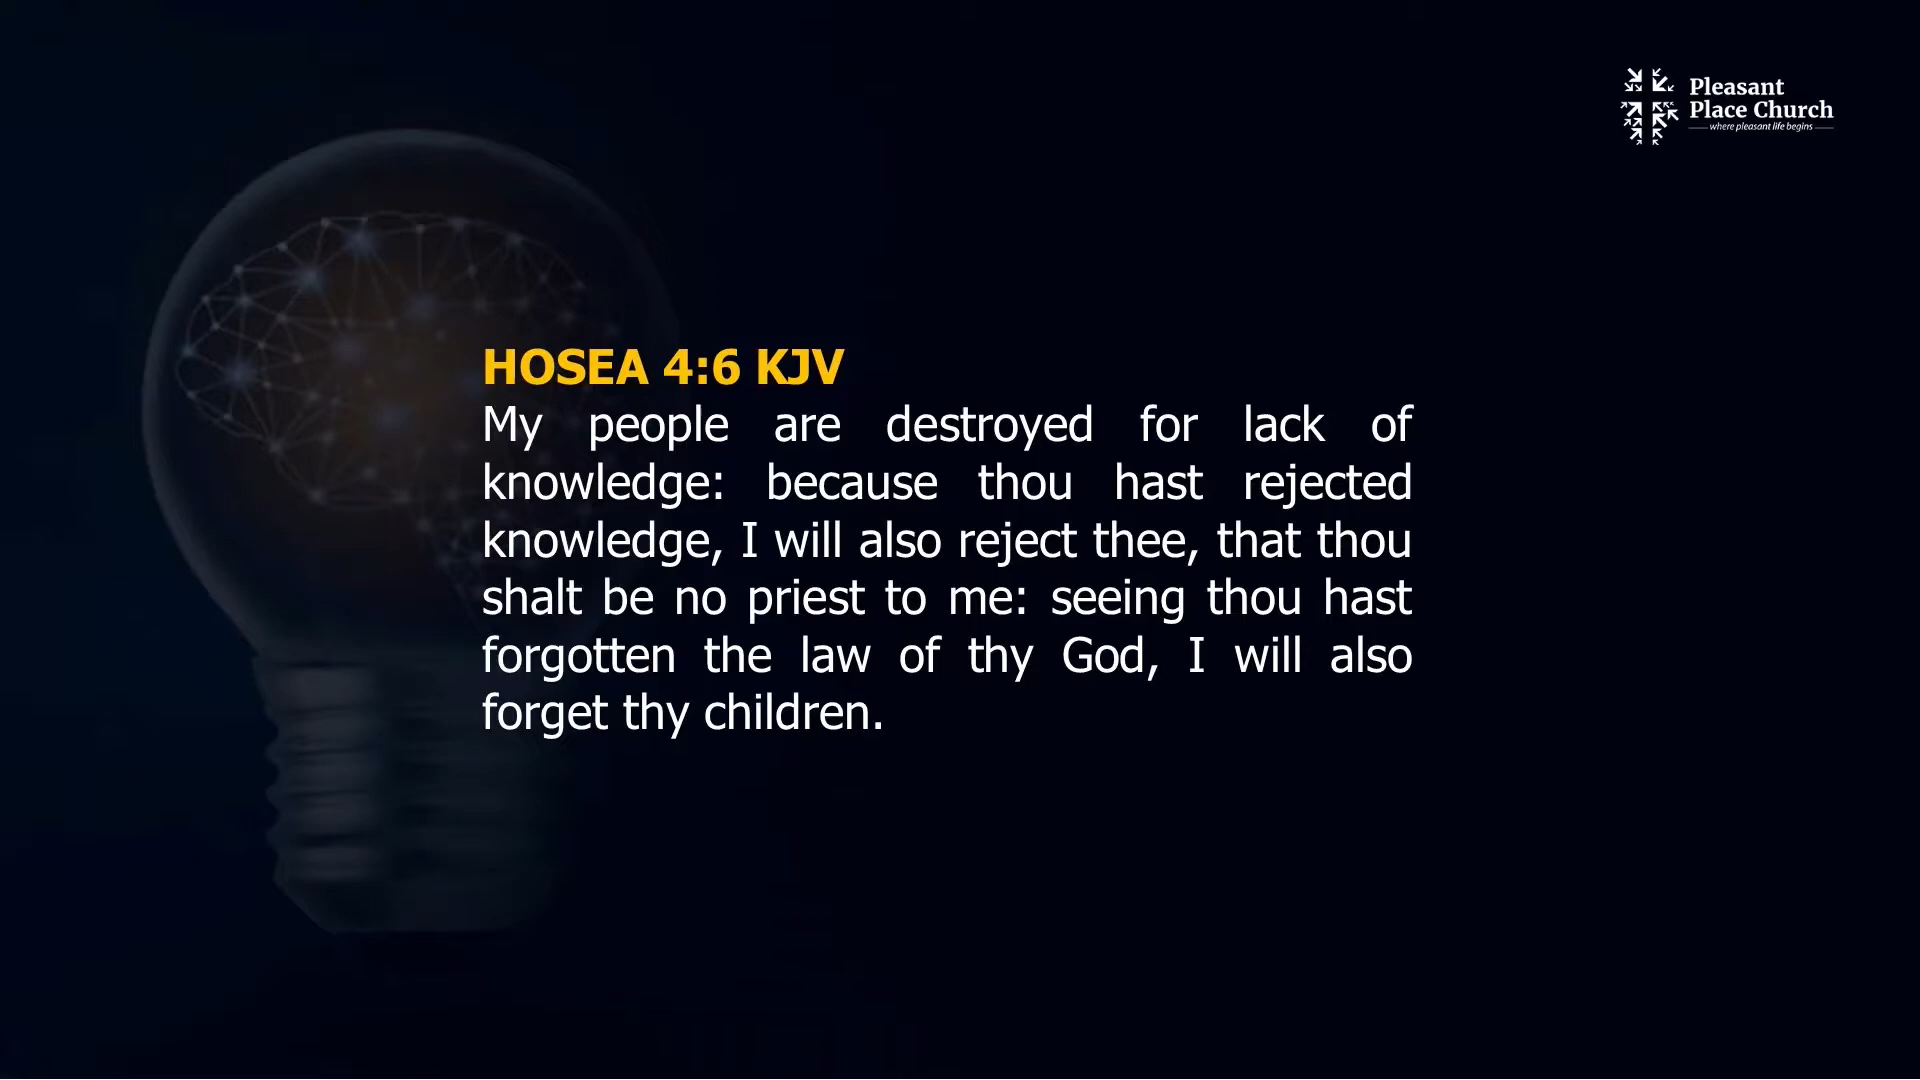 Pleasant
Place Church
where pleasant life begins
HOSEA 4:6 KJV
My people are destroyed for lack of
knowledge: because thou hast rejected
knowledge, I will also reject thee, that thou
shalt be no priest to me: seeing thou hast
forgotten the law of thy God, I will also
forget thy children.